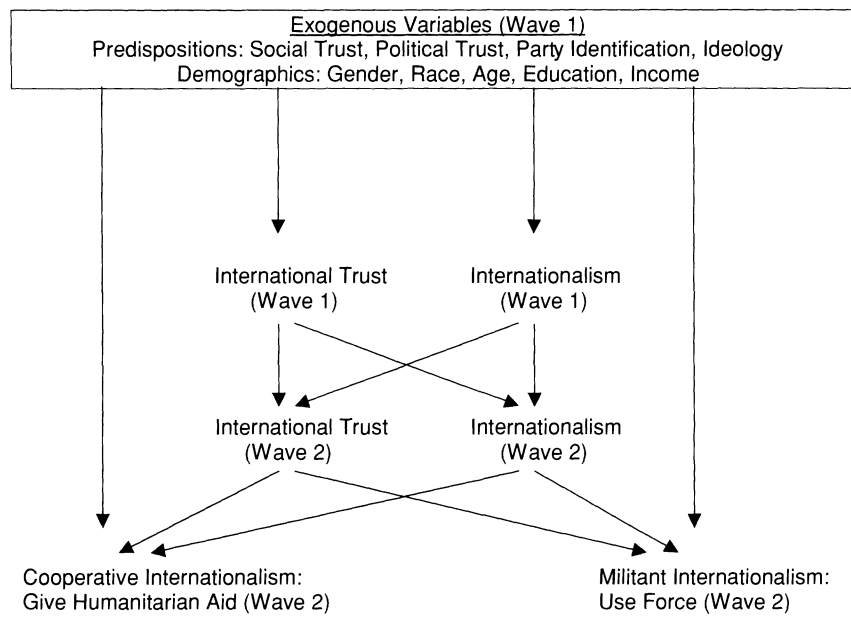 Exogenous Variables (Wave 1)
Predispositions: Social Trust, Political Trust, Party Identification, Ideology
Demographics: Gender, Race, Age, Education, Income
International Trust
(Wave 1)
Internationalism
(Wave 1)
International Trust
(Wave 2)
Internationalism
(Wave 2)
Cooperative Internationalism:
Give Humanitarian Aid (Wave 2)
Militant Internationalism:
Use Force (Wave 2)